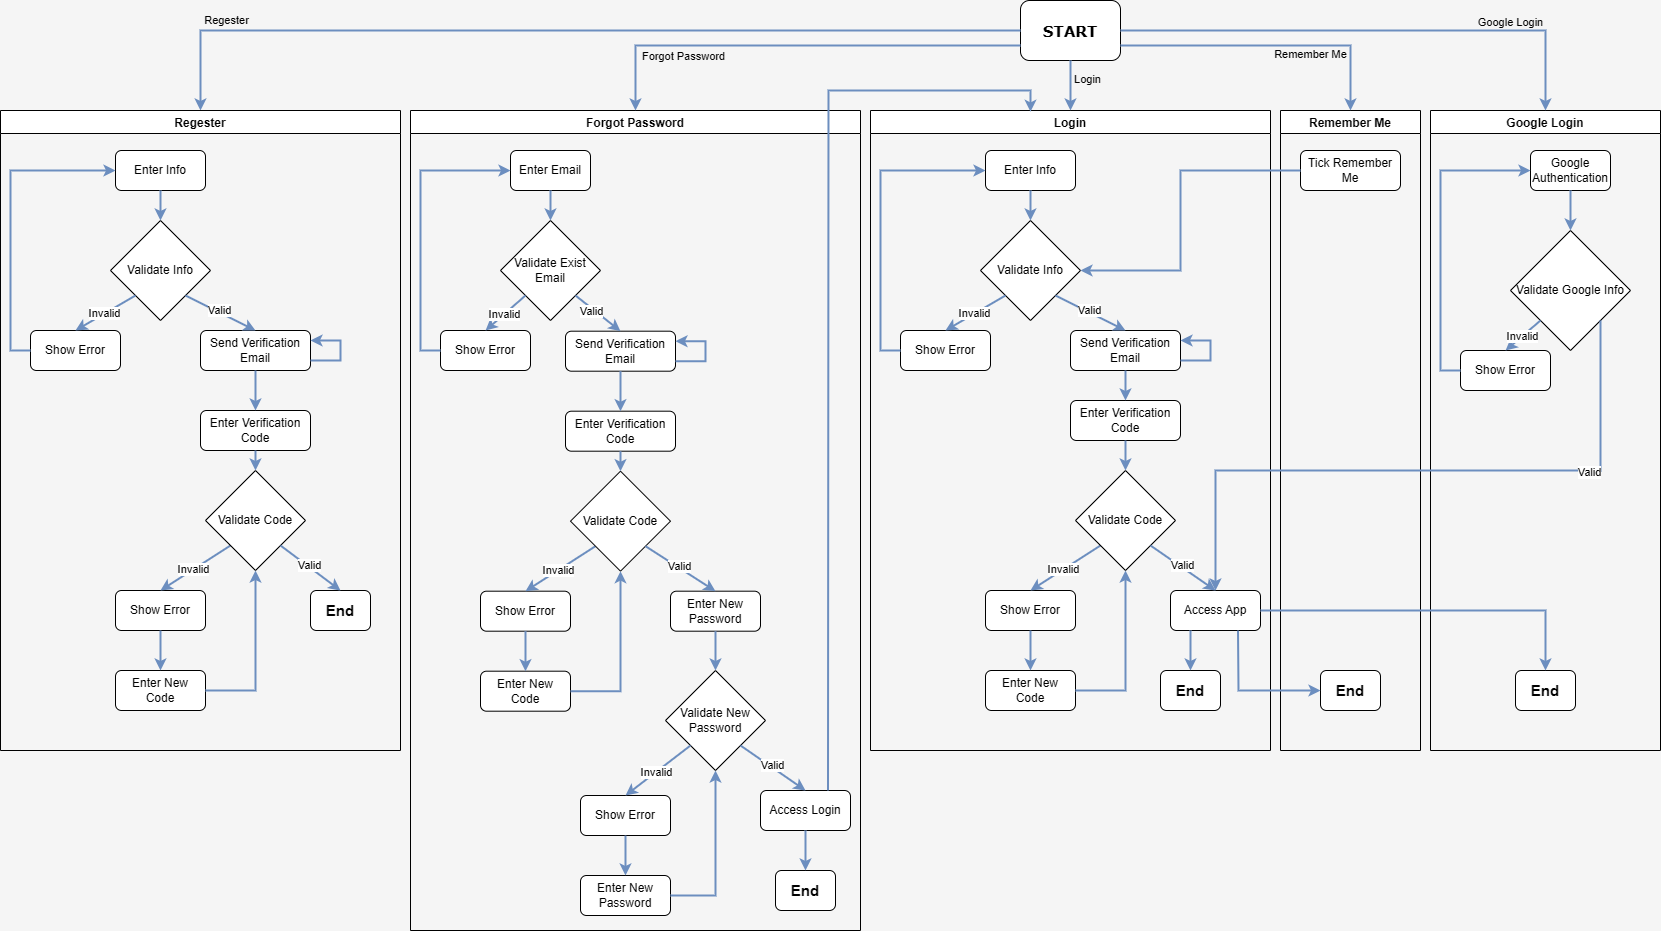 START
Regester
Forgot Password
Login
Remember Me
Google Login
Regester
Enter Info
Validate Info
Invalid
Valid
Show Error
Send Verification
Email
Enter Verification
Code
Validate Code
Invalid
Valid
Show Error
End
Enter New
Code
Forgot Password
Enter Email
Validate Exist
Email
Invalid
Valid
Show Error
Send Verification
Email
Enter Verification
Code
Validate Code
Invalid
Valid
Show Error
Enter New
Password
Enter New
Code
Validate New
Password
Invalid
Valid
Show Error
Access Login
Enter New
Password
End
Login
Enter Info
Validate Info
Invalid
Valid
Show Error
Send Verification
Email
Enter Verification
Code
Validate Code
Invalid
Valid
Show Error
Access App
Enter New
Code
End
Remember Me
Tick Remember
Me
End
Google Login
Google
Authentication
Validate Google Info
Invalid
Show Error
Valid
End